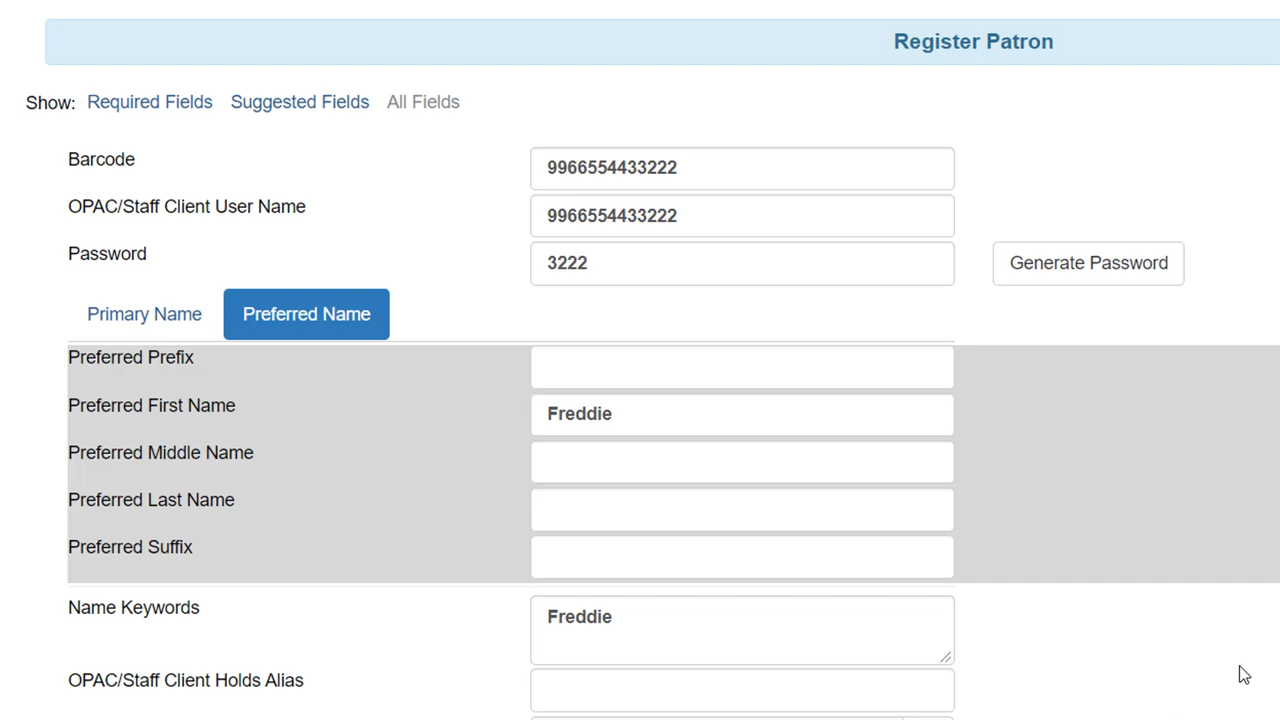 Register Patron
Show: Required Fields Suggested Fields All Fields
Barcode 9966554433222
OPAC/Staff Client User Name 9966554433222
Password 3222 Generate Password
Primary Name Preferred Name
Preferred Prefix
Preferred First Name Freddie
Preferred Middle Name
Preferred Last Name
Preferred Suffix
Name Keywords Freddie
OPAC/Staff Client Holds Alias